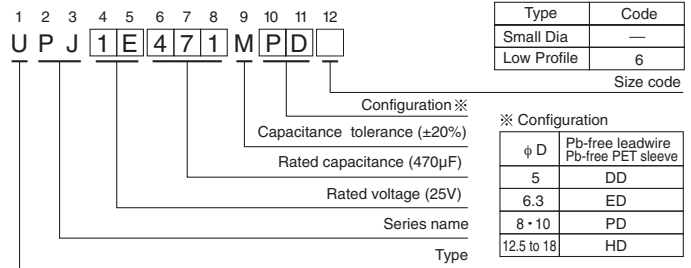 1 2 3 4 5 6 7 8 9 10 11 12
U P J 1 E 4 7 1 M P D
Type Code
Small Dia —
Low Profile 6
Size code
Configuration※
Capacitance tolerance (±20%)
Rated capacitance (470µF)
Rated voltage (25V)
Series name
Type
※ Configuration
φ D Pb-free leadwire
Pb-free PET sleeve
5 DD
6.3 ED
8・10 PD
12.5 to 18 HD